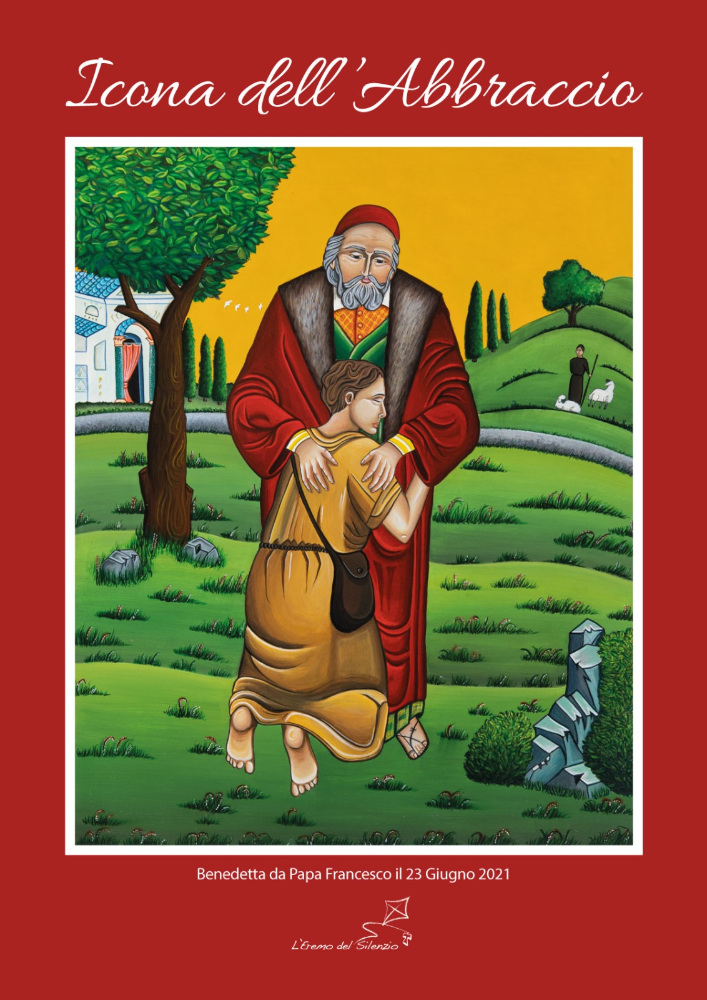 Icona dell'Abbraccio
Benedetta da Papa Francesco il 23 Giugno 2021
L'Eremo del Silenzio